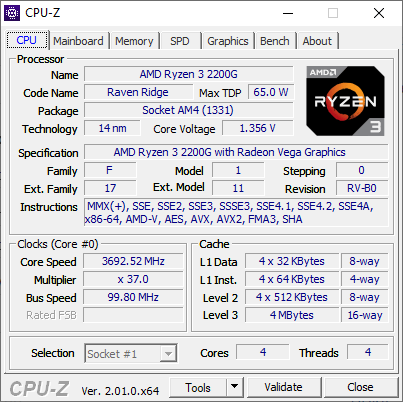 CPU-Z
CPU Mainboard Memory SPD Graphics Bench About
Processor
Name AMD Ryzen 3 2200G
Code Name Raven Ridge Max TDP 65.0 W
Package Socket AM4 (1331)
Technology 14 nm Core Voltage 1.356 V
AMD
RYZEN
3
Specification AMD Ryzen 3 2200G with Radeon Vega Graphics
Family F Model 1 Stepping 0
Ext. Family 17 Ext. Model 11 Revision RV-B0
Instructions MMX(+), SSE, SSE2, SSE3, SSSE3, SSE4.1, SSE4.2, SSE4A,
x86-64, AMD-V, AES, AVX, AVX2, FMA3, SHA
Clocks (Core #0)
Core Speed 3692.52 MHz
Multiplier x 37.0
Bus Speed 99.80 MHz
Rated FSB
Cache
L1 Data 4 x 32 KBytes 8-way
L1 Inst. 4 x 64 KBytes 4-way
Level 2 4 x 512 KBytes 8-way
Level 3 4 MBytes 16-way
Selection Socket #1 Cores 4 Threads 4
CPU-Z Ver. 2.01.0.x64 Tools Validate Close